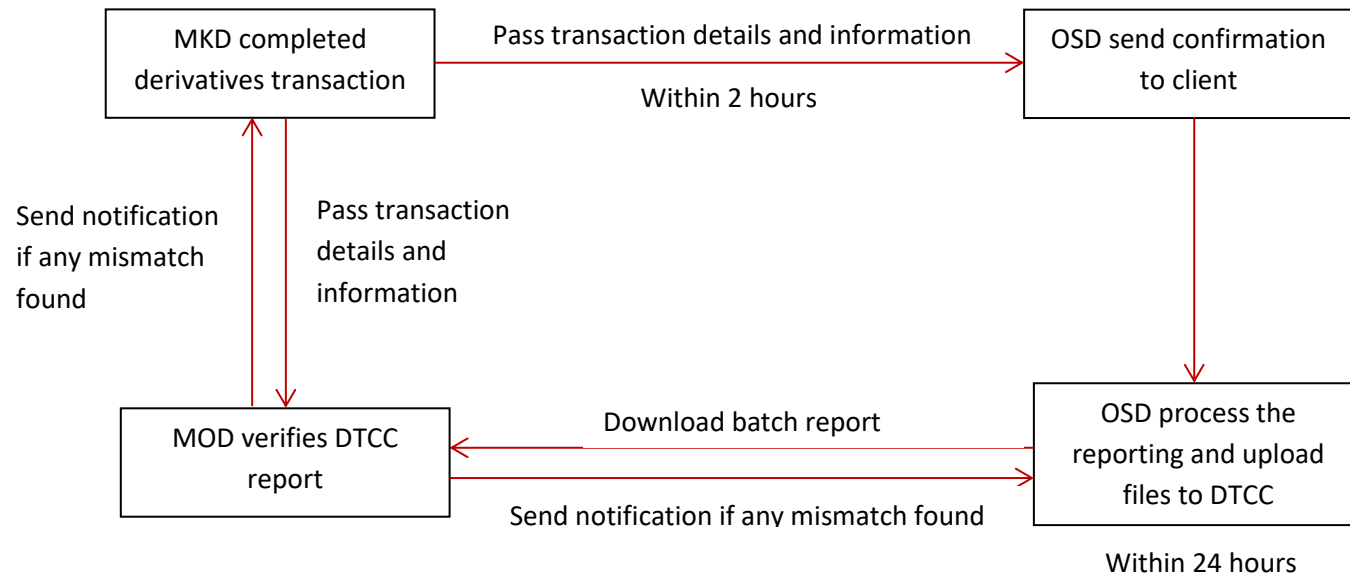 MKD completed
derivatives transaction
Pass transaction details and information
Within 2 hours
OSD send confirmation
to client
Send notification
if any mismatch
found
Pass transaction
details and
information
MOD verifies DTCC
report
Download batch report
Send notification if any mismatch found
OSD process the
reporting and upload
files to DTCC
Within 24 hours